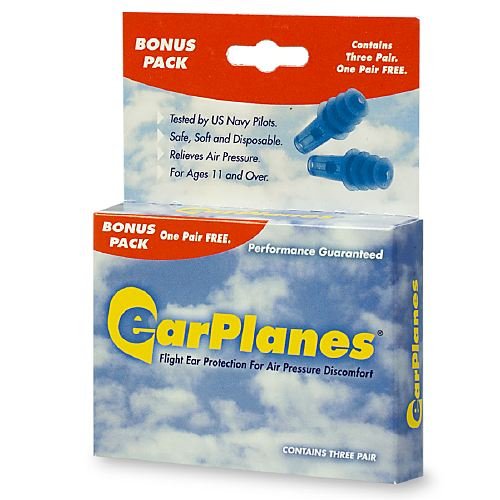 BONUS
PACK
Contains
Three Pair.
One Pair FREE.
Tested by US Navy Pilots.
Safe, Soft and Disposable.
Relieves Air Pressure.
For Ages 11 and Over.
BONUS
PACK
One Pair FREE.
Performance Guaranteed
earPlanes®
Flight Ear Protection For Air Pressure Discomfort
CONTAINS THREE PAIR
earPlanes